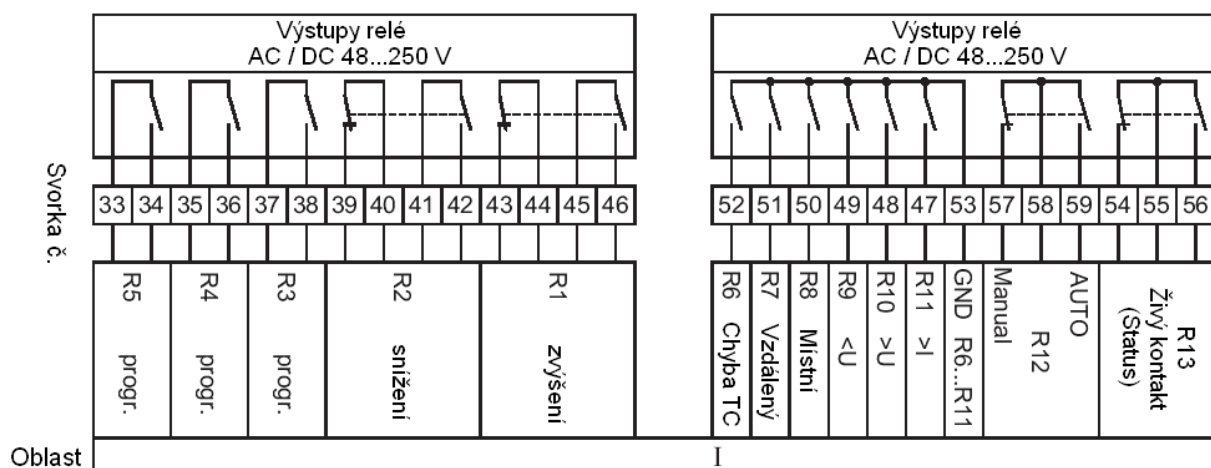 Výstupy relé
AC / DC 48...250 V
Výstupy relé
AC / DC 48...250 V
Svorka č.
33 34 35 36 37 38 39 40 41 42 43 44 45 46
52 51 50 49 48 47 53 57 58 59 54 55 56
R5 progr.
R4 progr.
R3 progr.
R2 snížení
R1 zvýšení
R6 Chyba TC
R7 Vzdálený
R8 Místní
R9 <U
R10 >U
R11 >I
GND R6...R11
Manual
R12
AUTO
R13
Živý kontakt
(Status)
Oblast
I